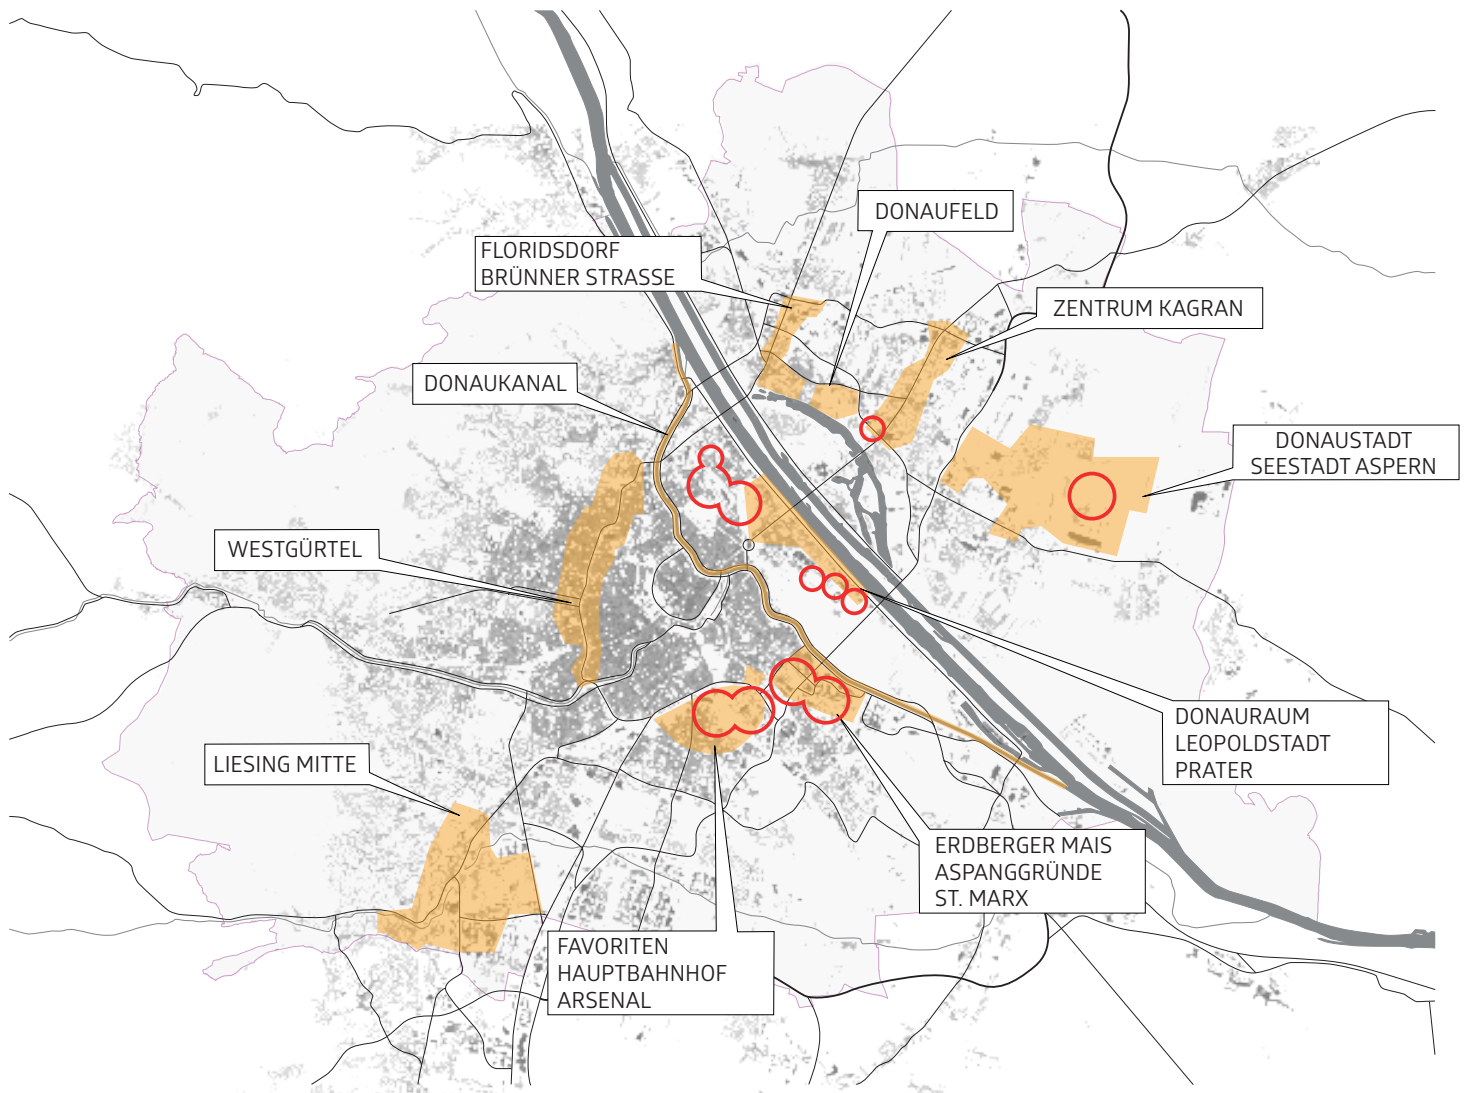 DONAUFELD
FLORIDSDORF
BRÜNNER STRASSE
ZENTRUM KAGRAN
DONAUKANAL
DONAUSTADT
SEESTADT ASPERN
WESTGÜRTEL
DONAURAUM
LEOPOLDSTADT
PRATER
LIESING MITTE
ERDBERGER MAIS
ASPANGGRÜNDE
ST. MARX
FAVORITEN
HAUPTBAHNHOF
ARSENAL